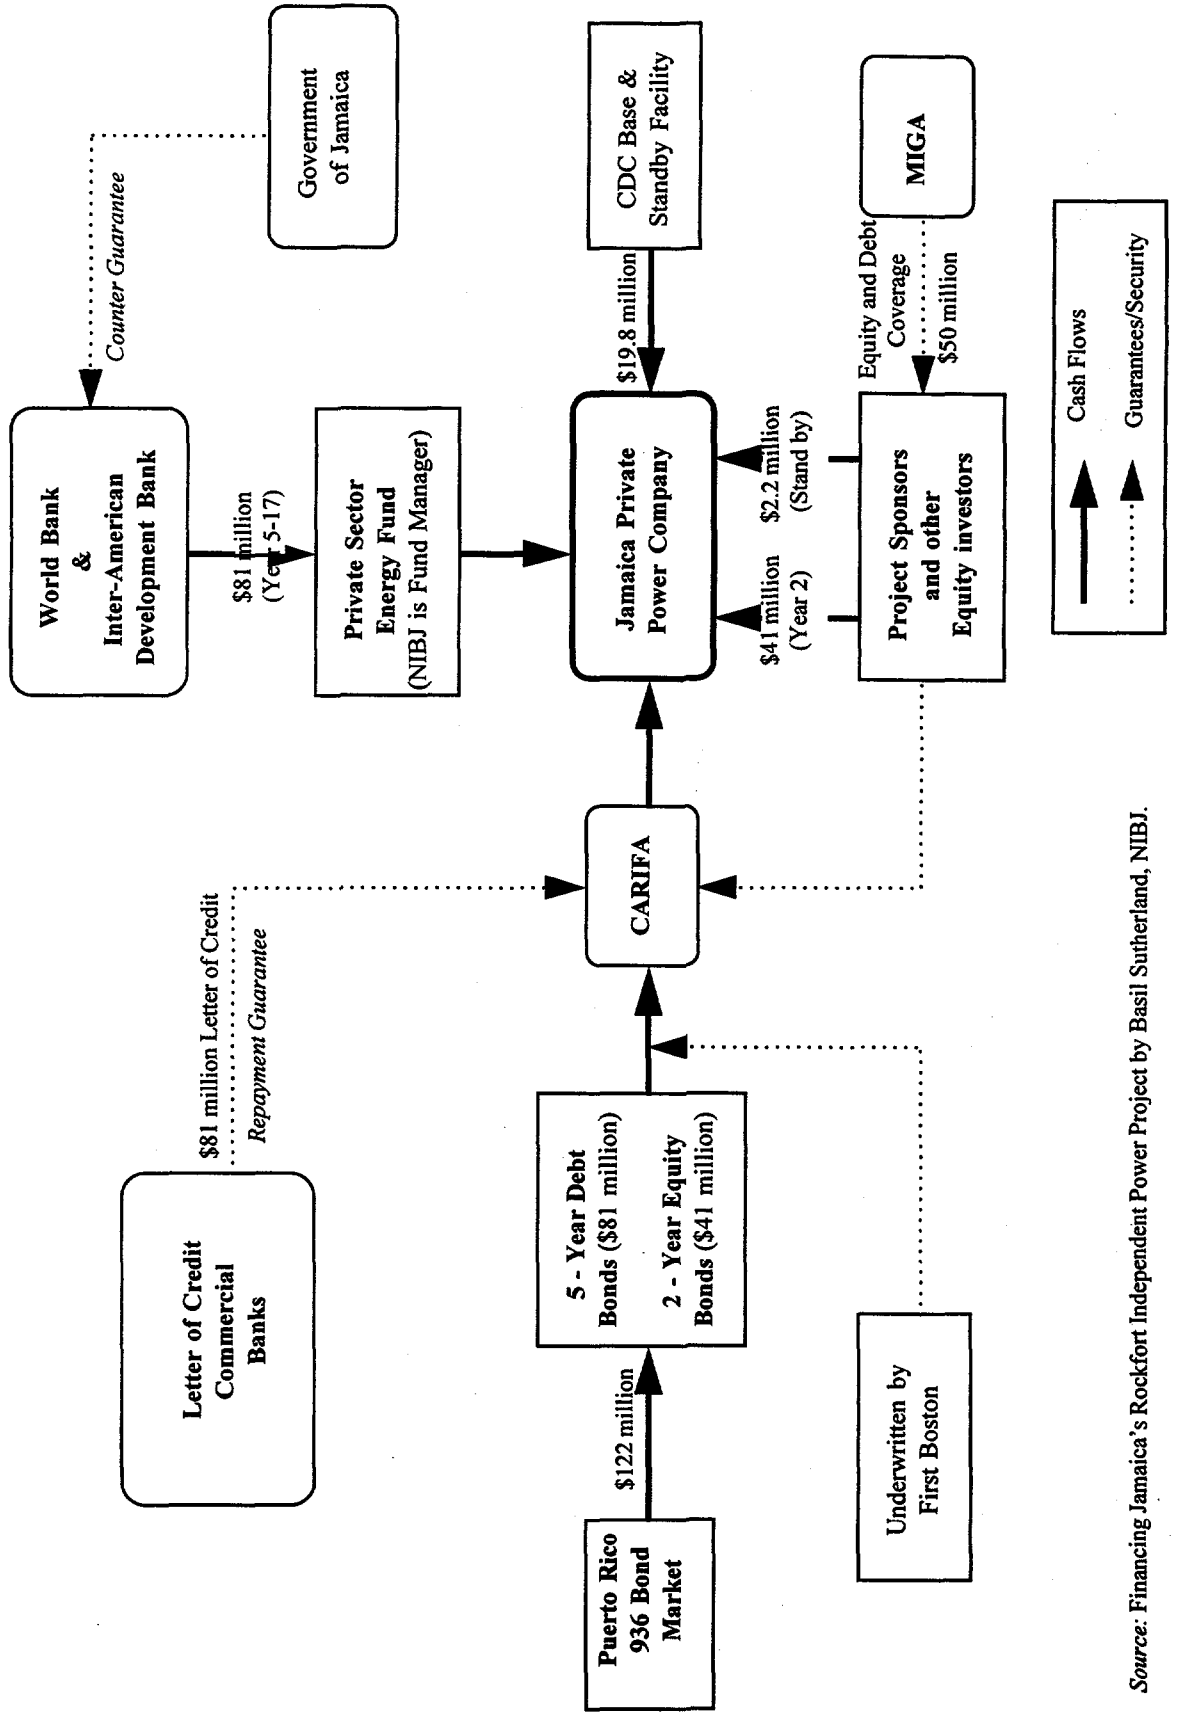 World Bank
&
Inter-American
Development Bank
Counter Guarantee
Government
of Jamaica
$81 million
(Year 5-17)
Private Sector
Energy Fund
(NIBJ is Fund Manager)
Letter of Credit
Commercial
Banks
$81 million Letter of Credit
Repayment Guarantee
Puerto Rico
936 Bond
Market
$122 million
5 - Year Debt
Bonds ($81 million)
2 - Year Equity
Bonds ($41 million)
CARIFA
Jamaica Private
Power Company
$19.8 million
CDC Base &
Standby Facility
$41 million
(Year 2)
$2.2 million
(Stand by)
Underwritten by
First Boston
Project Sponsors
and other
Equity investors
Equity and Debt
Coverage
$50 million
MIGA
Cash Flows
Guarantees/Security
Source: Financing Jamaica's Rockfort Independent Power Project by Basil Sutherland, NIBJ.